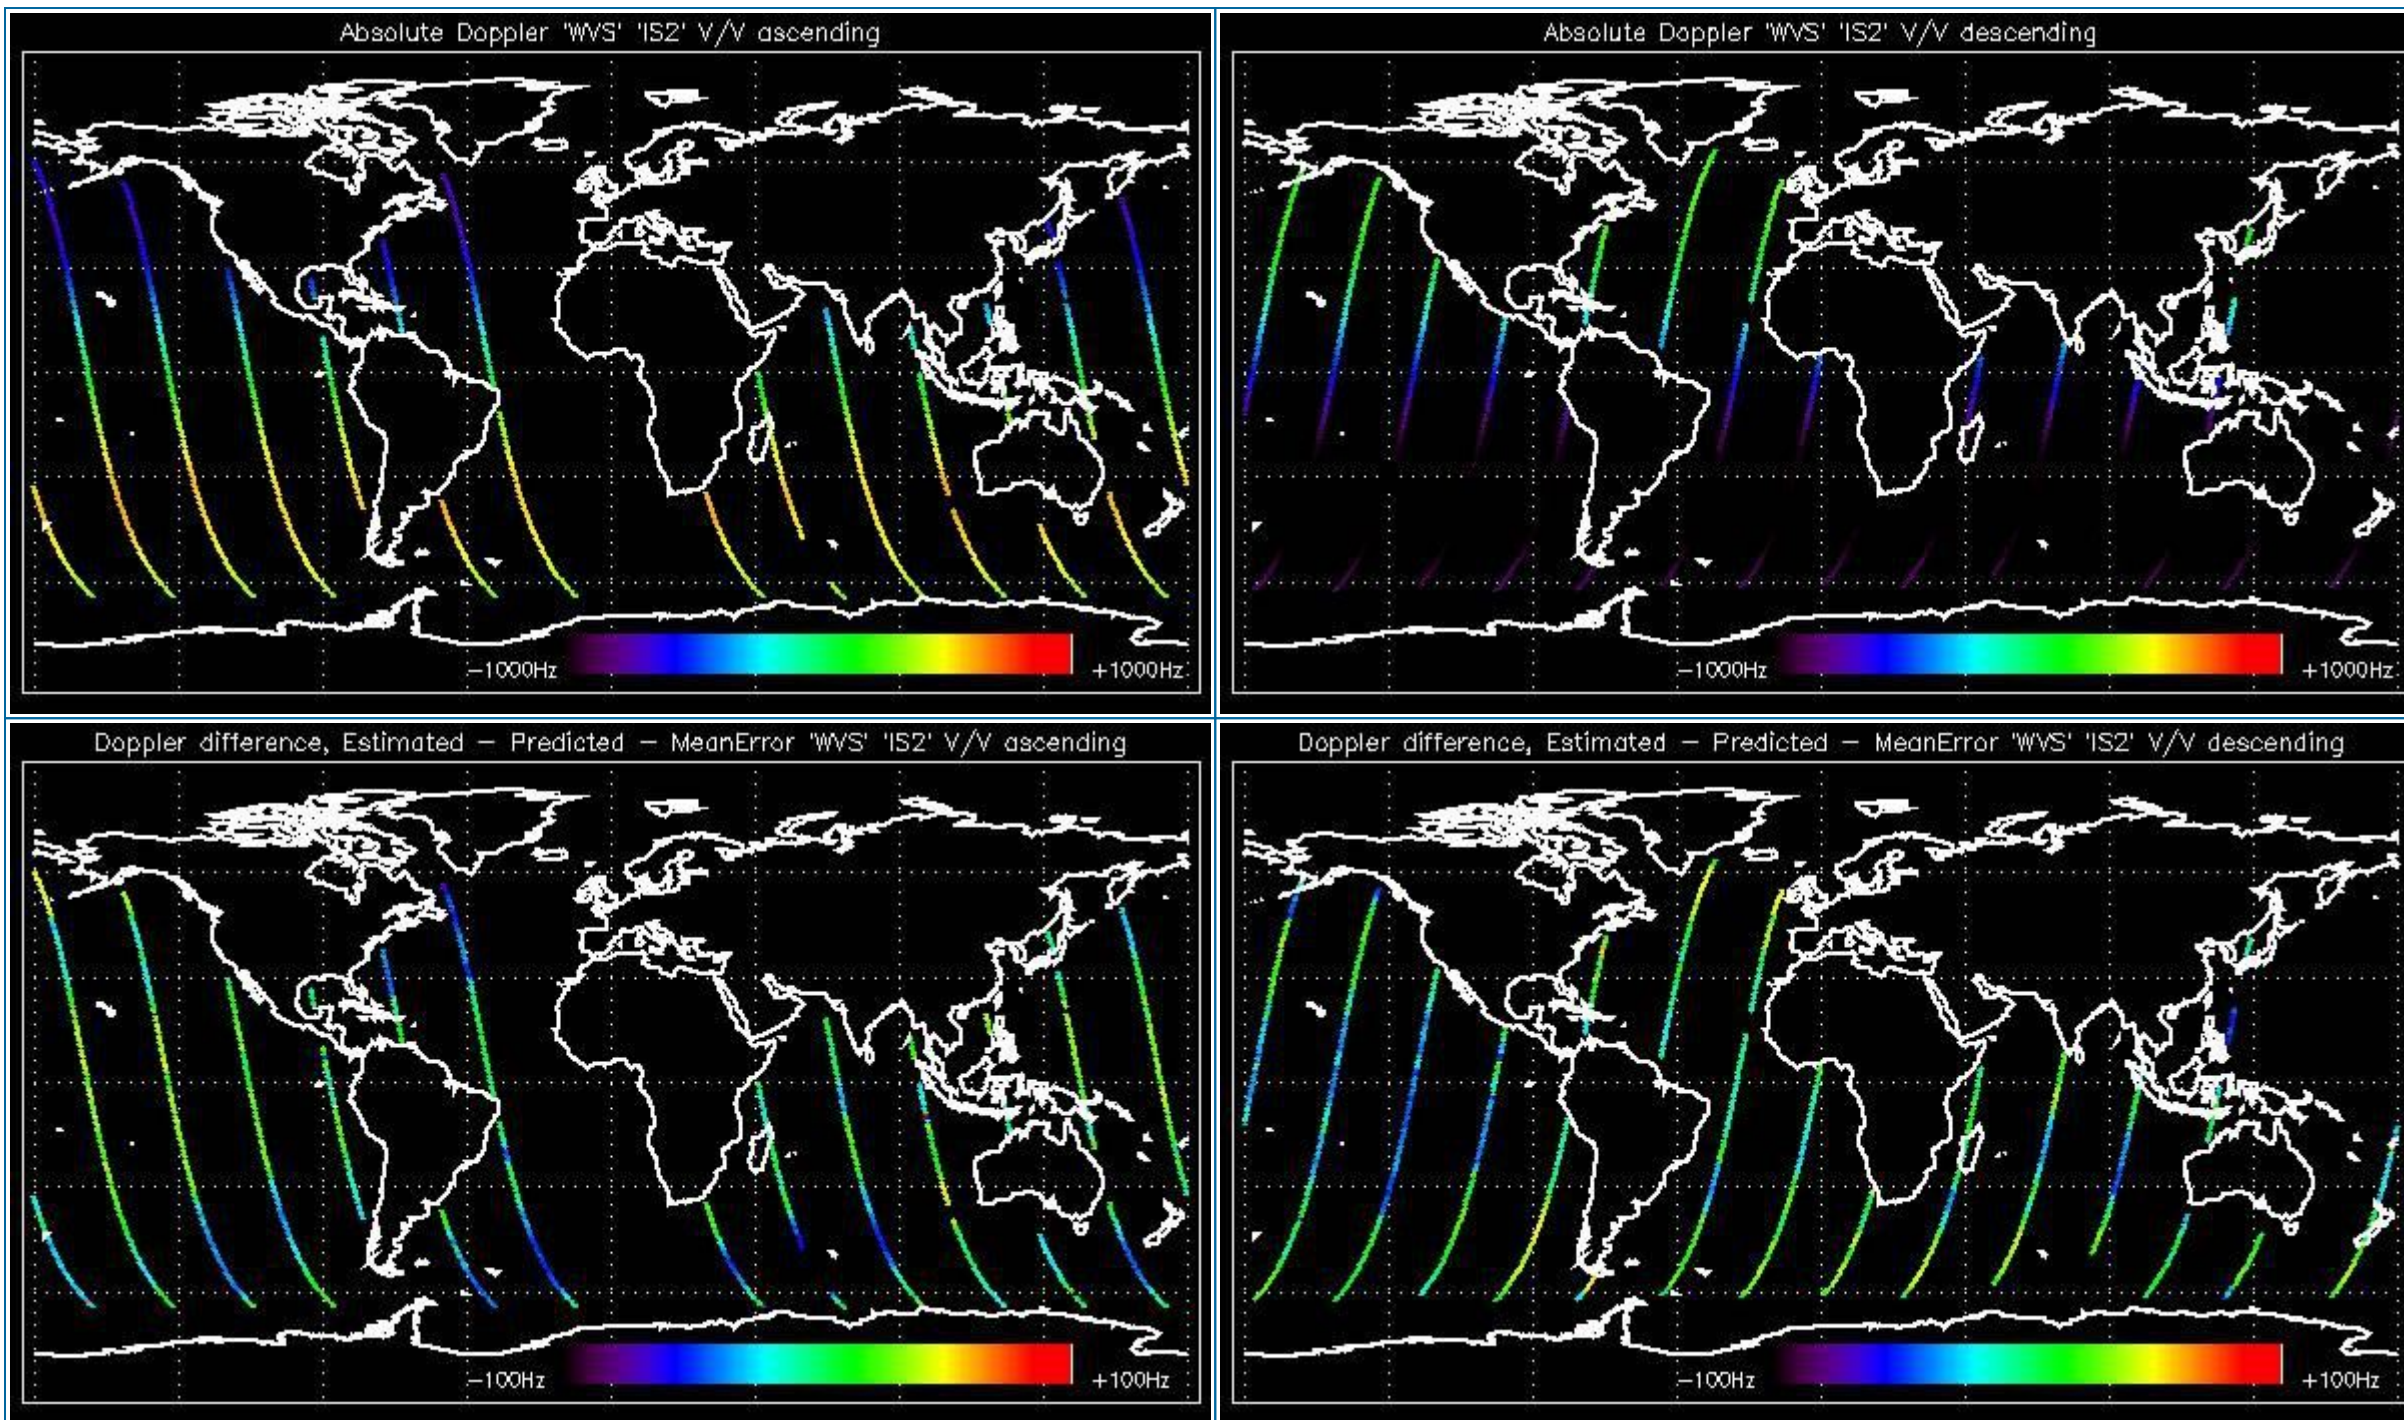 Absolute Doppler 'WVS' 'IS2' V/V ascending
-1000Hz
+1000Hz
Absolute Doppler 'WVS' 'IS2' V/V descending
-1000Hz
+1000Hz
Doppler difference, Estimated - Predicted - MeanError 'WVS' 'IS2' V/V ascending
-100Hz
+100Hz
Doppler difference, Estimated - Predicted - MeanError 'WVS' 'IS2' V/V descending
-100Hz
+100Hz